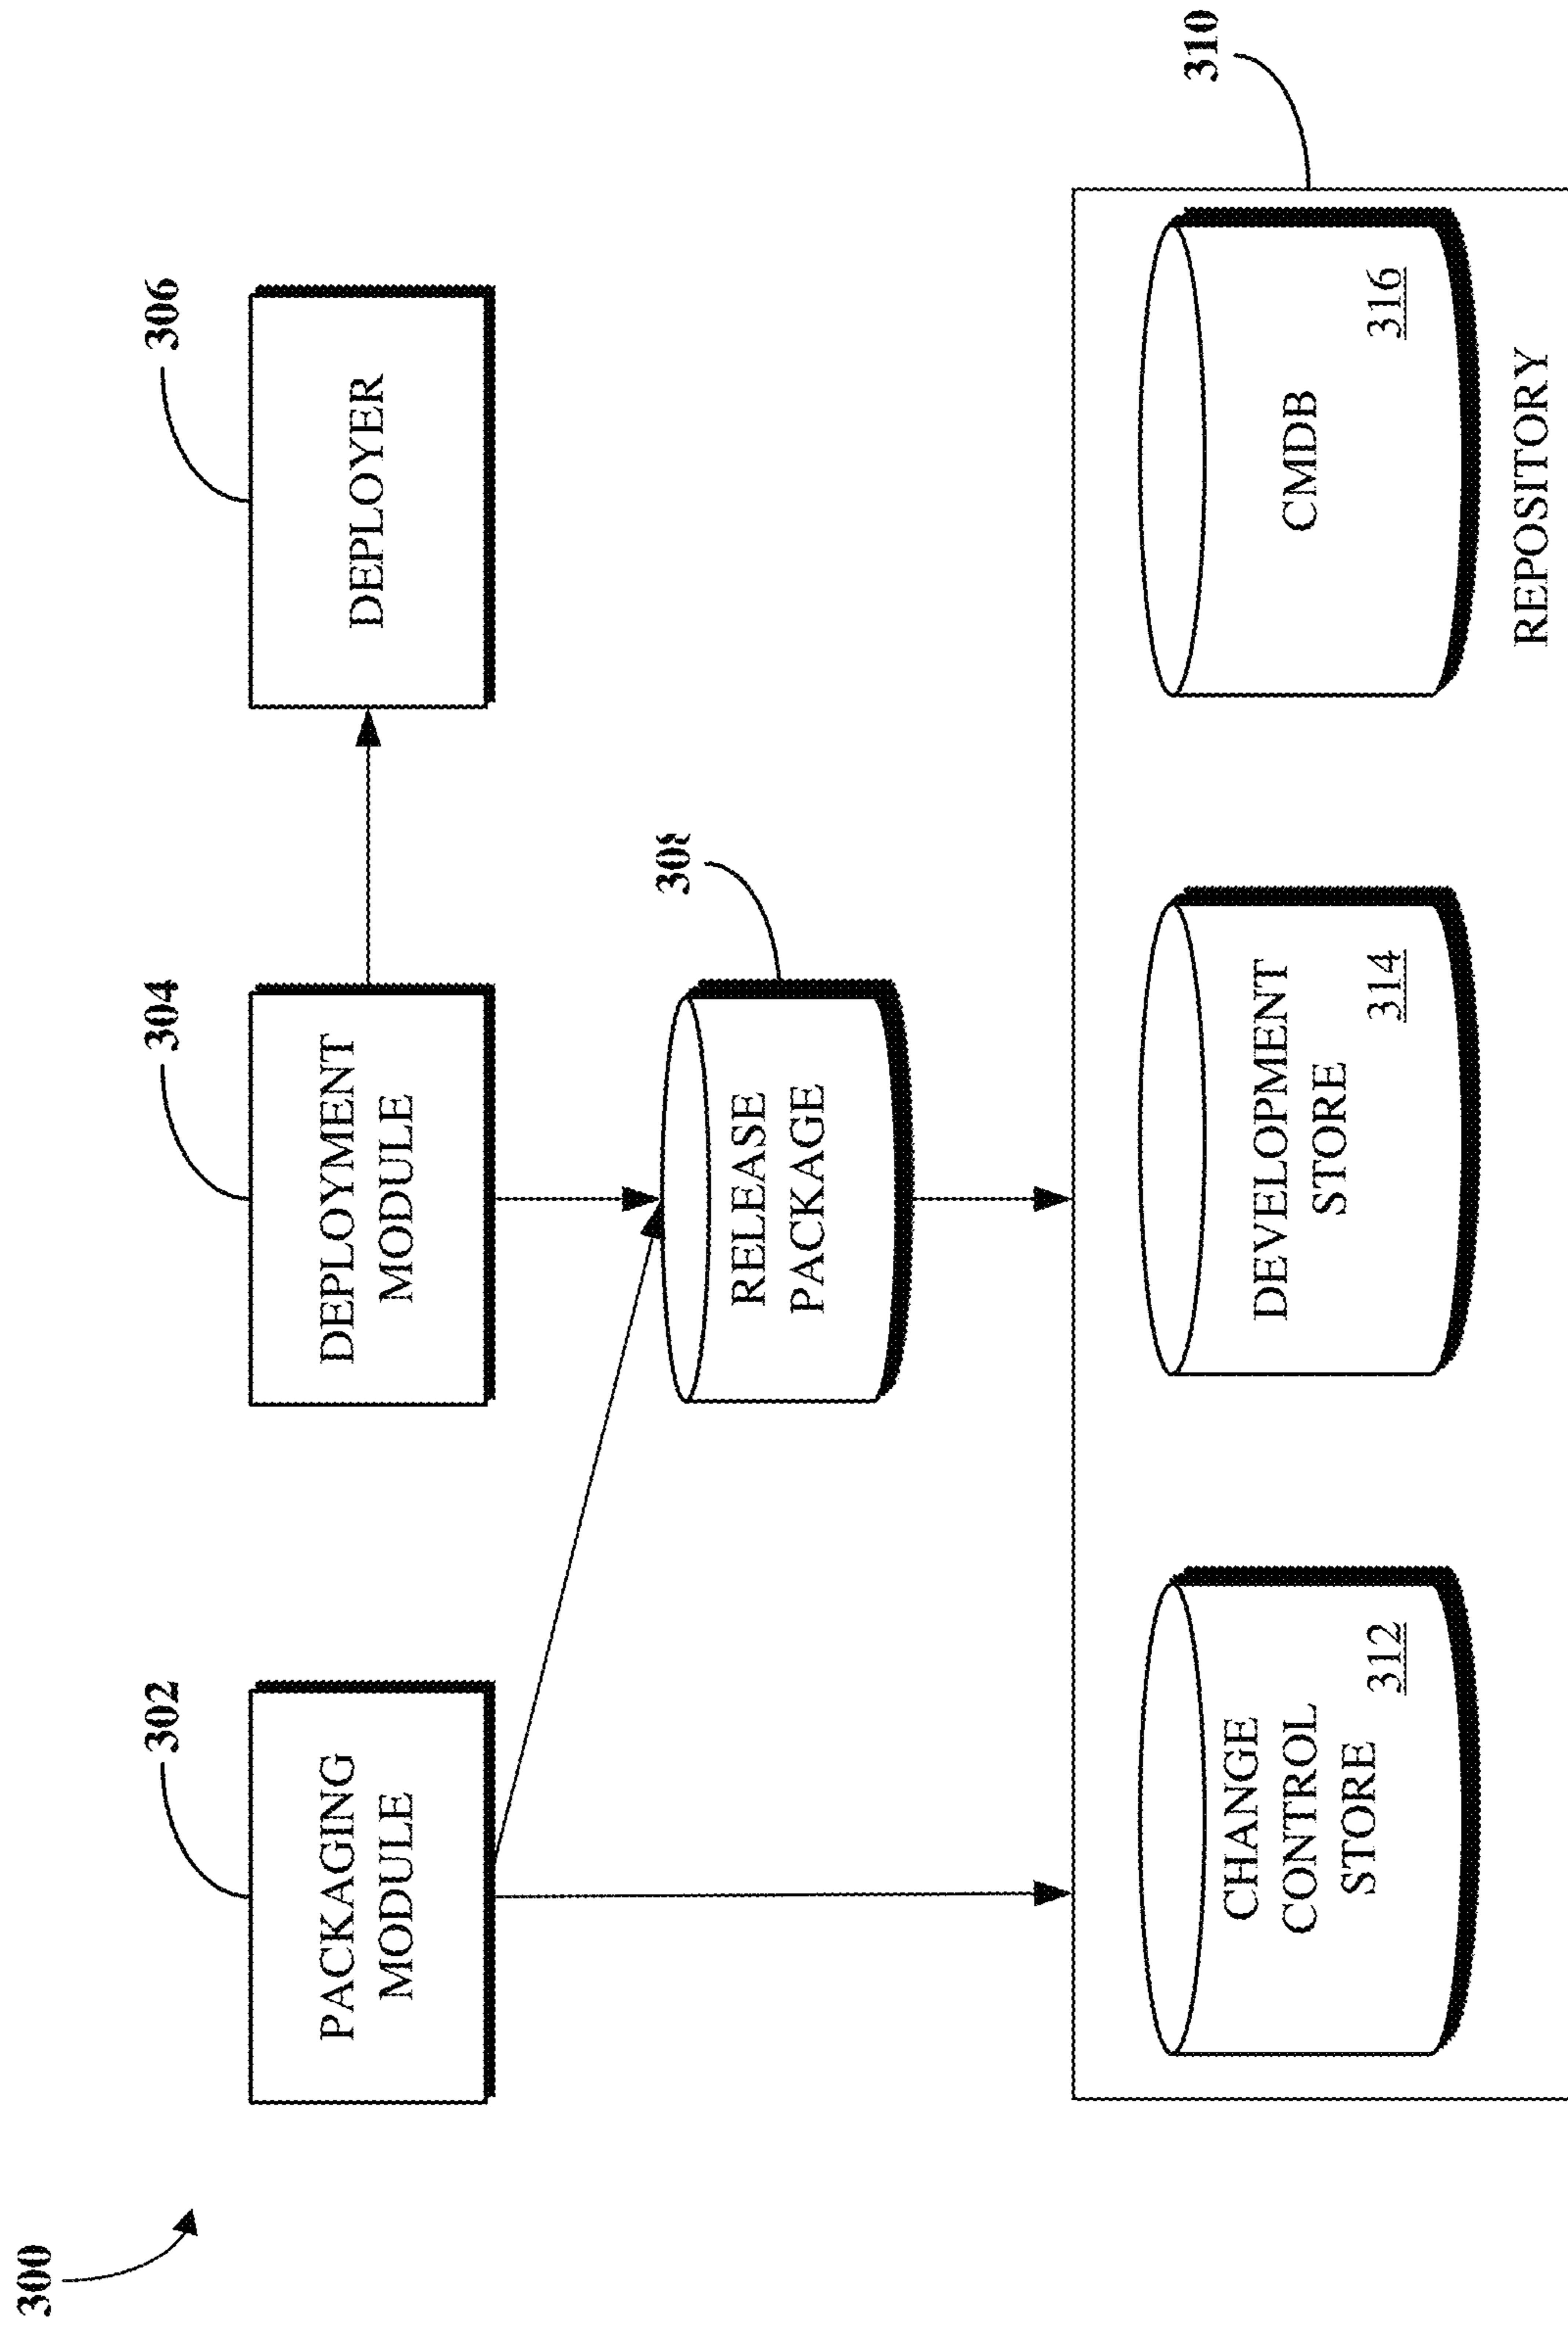 300
302
304
306
PACKAGING
MODULE
DEPLOYMENT
MODULE
DEPLOYER
308
RELEASE
PACKAGE
310
CHANGE
CONTROL
STORE
312
DEVELOPMENT
STORE
314
CMDB
316
REPOSITORY